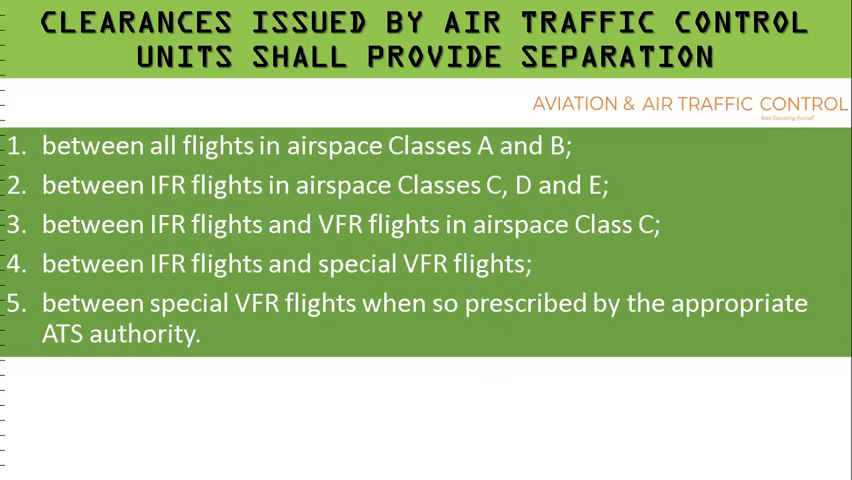 CLEARANCES ISSUED BY AIR TRAFFIC CONTROL
UNITS SHALL PROVIDE SEPARATION
AVIATION & AIR TRAFFIC CONTROL
Keep Educating Yourself
1. between all flights in airspace Classes A and B;
2. between IFR flights in airspace Classes C, D and E;
3. between IFR flights and VFR flights in airspace Class C;
4. between IFR flights and special VFR flights;
5. between special VFR flights when so prescribed by the appropriate
ATS authority.